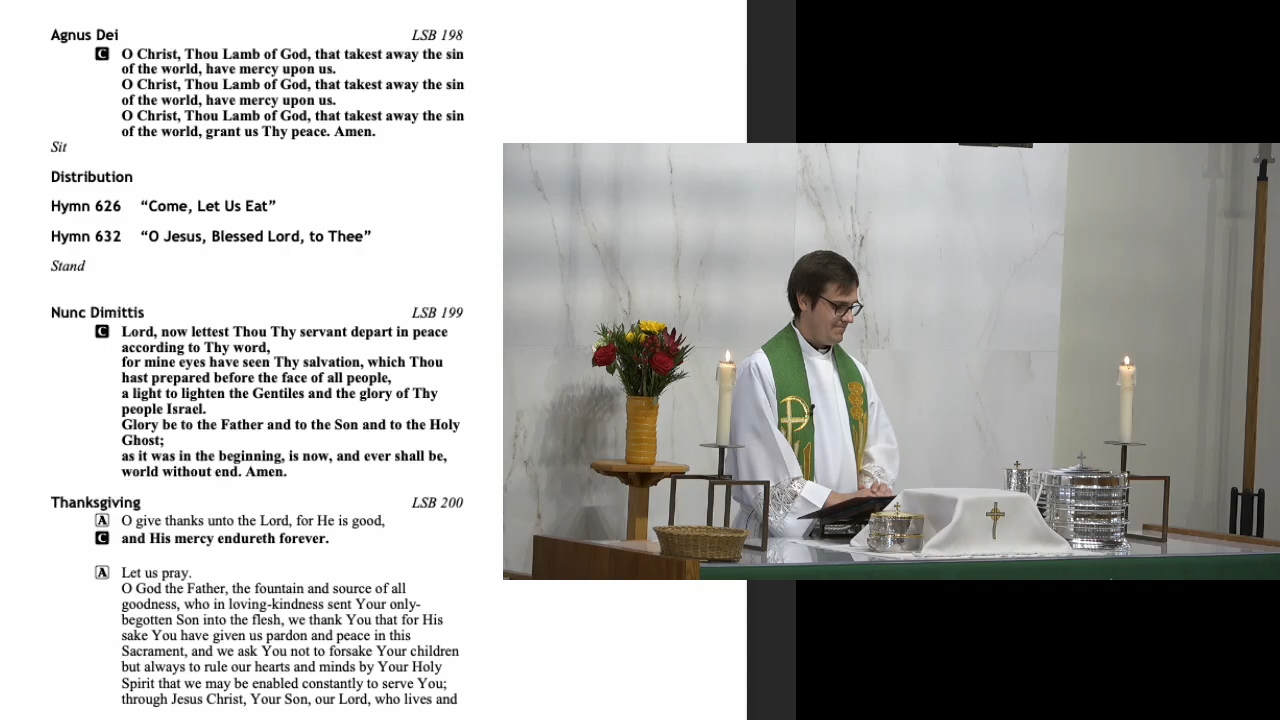 Agnus Dei LSB 198
C O Christ, Thou Lamb of God, that takest away the sin
of the world, have mercy upon us.
O Christ, Thou Lamb of God, that takest away the sin
of the world, have mercy upon us.
O Christ, Thou Lamb of God, that takest away the sin
of the world, grant us Thy peace. Amen.
Sit
Distribution
Hymn 626 “Come, Let Us Eat”
Hymn 632 “O Jesus, Blessed Lord, to Thee”
Stand
Nunc Dimittis LSB 199
C Lord, now lettest Thou Thy servant depart in peace
according to Thy word,
for mine eyes have seen Thy salvation, which Thou
hast prepared before the face of all people,
a light to lighten the Gentiles and the glory of Thy
people Israel.
Glory be to the Father and to the Son and to the Holy
Ghost;
as it was in the beginning, is now, and ever shall be,
world without end. Amen.
Thanksgiving LSB 200
A O give thanks unto the Lord, for He is good,
C and His mercy endureth forever.
A Let us pray.
O God the Father, the fountain and source of all
goodness, who in loving-kindness sent Your only-
begotten Son into the flesh, we thank You that for His
sake You have given us pardon and peace in this
Sacrament, and we ask You not to forsake Your children
but always to rule our hearts and minds by Your Holy
Spirit that we may be enabled constantly to serve You;
through Jesus Christ, Your Son, our Lord, who lives and